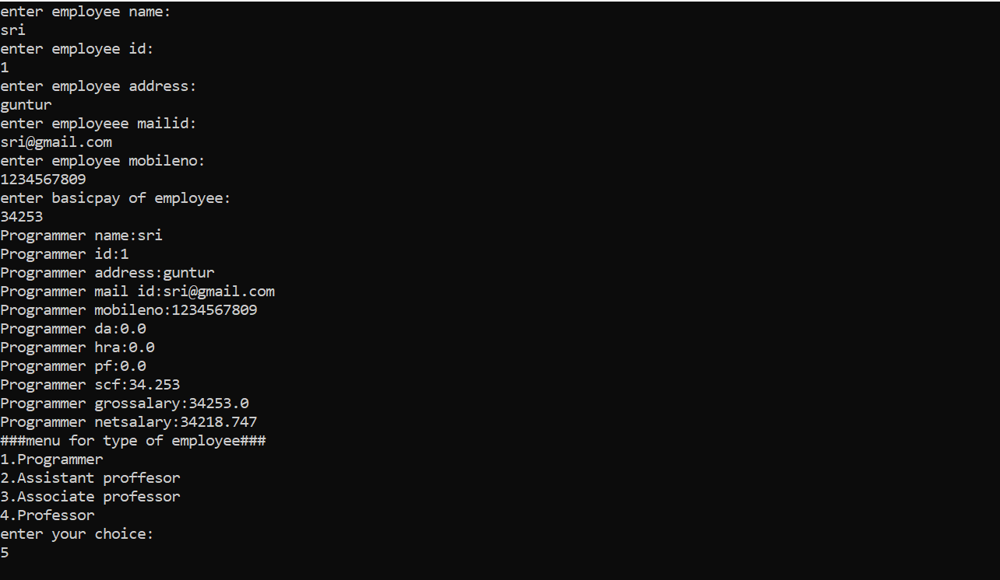 enter employee name:
sri
enter employee id:
1
enter employee address:
guntur
enter employeee mailid:
sri@gmail.com
enter employee mobileno:
1234567809
enter basicpay of employee:
34253
Programmer name:sri
Programmer id:1
Programmer address:guntur
Programmer mail id:sri@gmail.com
Programmer mobileno:1234567809
Programmer da:0.0
Programmer hra:0.0
Programmer pf:0.0
Programmer scf:34.253
Programmer grossalary:34253.0
Programmer netsalary:34218.747
###menu for type of employee###
1.Programmer
2.Assistant proffesor
3.Associate professor
4.Professor
enter your choice:
5